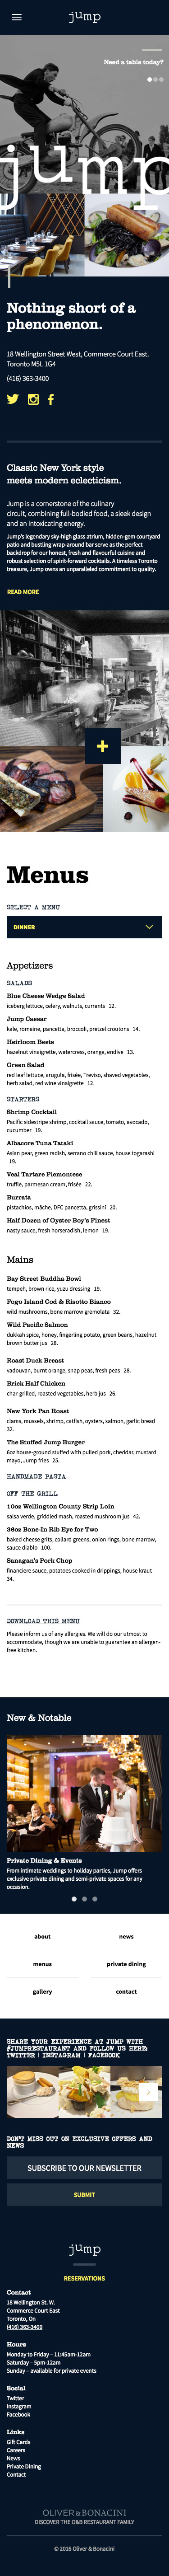 jump
Need a table today?
jump
Nothing short of a
phenomenon.
18 Wellington Street West, Commerce Court East.
Toronto M5L 1G4
(416) 363-3400
Classic New York style
meets modern eclecticism.
Jump is a cornerstone of the culinary
circuit, combining full-bodied food, a sleek design
and an intoxicating energy.
Jump's legendary sky-high glass atrium, hidden-gem courtyard
patio and bustling wrap-around bar serve as the perfect
backdrop for our honest, fresh and flavourful cuisine and
robust selection of spirit-forward cocktails. A timeless Toronto
treasure, Jump owns an unparalleled commitment to quality.
READ MORE
+
Menus
SELECT A MENU
DINNER
Appetizers
SALADS
Blue Cheese Wedge Salad
iceberg lettuce, celery, walnuts, currants 12.
Jump Caesar
kale, romaine, pancetta, broccoli, pretzel croutons 14.
Heirloom Beets
hazelnut vinaigrette, watercress, orange, endive 13.
Green Salad
red leaf lettuce, arugula, frisée, Treviso, shaved vegetables,
herb salad, red wine vinaigrette 12.
STARTERS
Shrimp Cocktail
Pacific sidestripe shrimp, cocktail sauce, tomato, avocado,
cucumber 19.
Albacore Tuna Tataki
Asian pear, green radish, serrano chili sauce, house togarashi
19.
Veal Tartare Piemontese
truffle, parmesan cream, frisée 22.
Burrata
pistachios, mâche, DFC pancetta, grissini 20.
Half Dozen of Oyster Boy's Finest
nasty sauce, fresh horseradish, lemon 19.
Mains
Bay Street Buddha Bowl
tempeh, brown rice, yuzu dressing 19.
Fogo Island Cod & Risotto Bianco
wild mushrooms, bone marrow gremolata 32.
Wild Pacific Salmon
dukkah spice, honey, fingerling potato, green beans, hazelnut
brown butter jus 28.
Roast Duck Breast
vadouvan, burnt orange, snap peas, fresh peas 28.
Brick Half Chicken
char-grilled, roasted vegetables, herb jus 26.
New York Pan Roast
clams, mussels, shrimp, catfish, oysters, salmon, garlic bread
32.
The Stuffed Jump Burger
6oz house-ground stuffed with pulled pork, cheddar, mustard
mayo, Jump fries 25.
HANDMADE PASTA
OFF THE GRILL
10oz Wellington County Strip Loin
salsa verde, griddled mash, roasted mushroom jus 42.
36oz Bone-In Rib Eye for Two
bone baked cheese grits, collard greens, onion rings, bone marrow,
sauce diablo 100.
Sanagan's Pork Chop
financiere sauce, potatoes cooked in drippings, house kraut
34.
DOWNLOAD THIS MENU
Please inform us of any allergies. We will do our utmost to
accommodate, though we are unable to guarantee an allergen-
free kitchen.
New & Notable
Private Dining & Events
From intimate weddings to holiday parties, Jump offers
exclusive private dining and semi-private spaces for any
occasion.
about
news
menus
private dining
gallery
contact
SHARE YOUR EXPERIENCE AT JUMP WITH
#JUMPRESTAURANT AND FOLLOW US HERE:
TWITTER | INSTAGRAM | FACEBOOK
DON'T MISS OUT ON EXCLUSIVE OFFERS AND
NEWS
SUBSCRIBE TO OUR NEWSLETTER
SUBMIT
jump
RESERVATIONS
Contact
18 Wellington St. W.
Commerce Court East
Toronto, On
(416) 363-3400
Hours
Monday to Friday – 11:45am-12am
Saturday – 5pm-12am
Sunday – available for private events
Social
Twitter
Instagram
Facebook
Links
Gift Cards
Careers
News
Private Dining
Contact
OLIVER & BONACINI
DISCOVER THE O&B RESTAURANT FAMILY
© 2016 Oliver & Bonacini